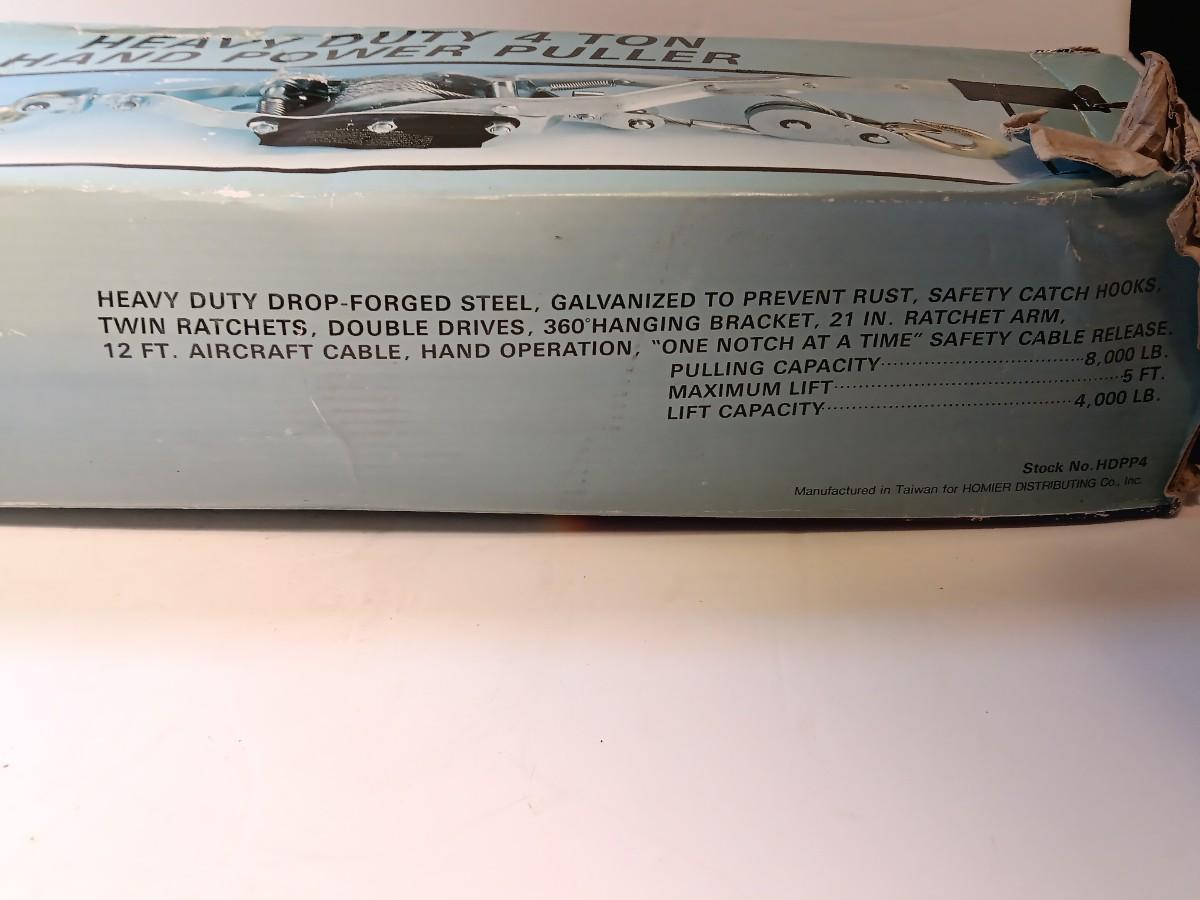 HEAVY DUTY 4 TON
HAND POWER PULLER
HEAVY DUTY DROP-FORGED STEEL, GALVANIZED TO PREVENT RUST, SAFETY CATCH HOOKS,
TWIN RATCHETS, DOUBLE DRIVES, 360°HANGING BRACKET, 21 IN. RATCHET ARM,
12 FT. AIRCRAFT CABLE, HAND OPERATION, "ONE NOTCH AT A TIME" SAFETY CABLE RELEASE.
PULLING CAPACITY........................8,000 LB.
MAXIMUM LIFT........................5 FT.
LIFT CAPACITY........................4,000 LB.
Stock No. HDPP4
Manufactured in Taiwan for HOMIER DISTRIBUTING Co., Inc.